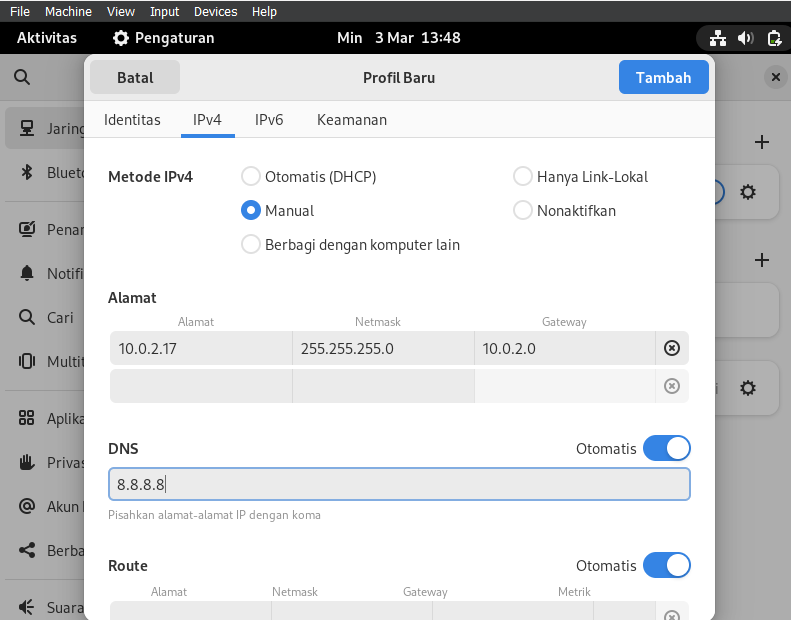 File Machine View Input Devices Help
Aktivitas Pengaturan Min 3 Mar 13:48
Batal Profil Baru Tambah
Identitas IPv4 IPv6 Keamanan
Jaring
Blueto
Penar
Notifi
Cari
Multit
Aplika
Privas
Akun
Berba
Suara
Metode IPv4 Otomatis (DHCP) Hanya Link-Lokal
Manual Nonaktifkan
Berbagi dengan komputer lain
Alamat
Alamat Netmask Gateway
10.0.2.17 255.255.255.0 10.0.2.0
DNS Otomatis
8.8.8.8
Pisahkan alamat-alamat IP dengan koma
Route Otomatis
Alamat Netmask Gateway Metrik